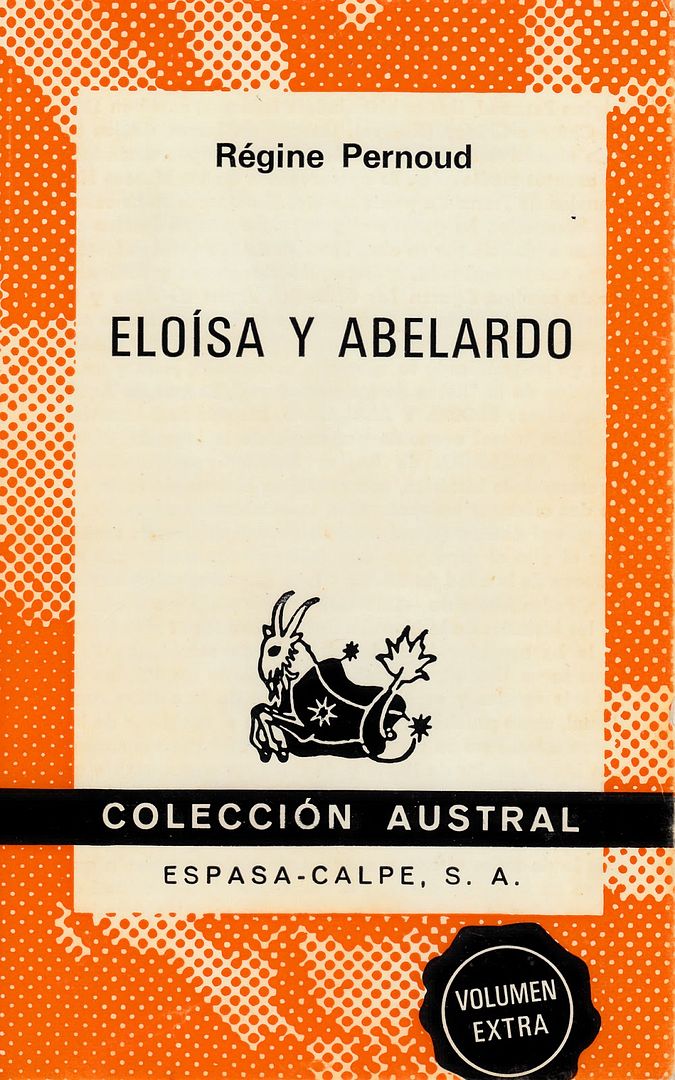 Régine Pernoud
ELOÍSA Y ABELARDO
COLECCIÓN AUSTRAL
ESPASA-CALPE, S. A.
VOLUMEN
EXTRA